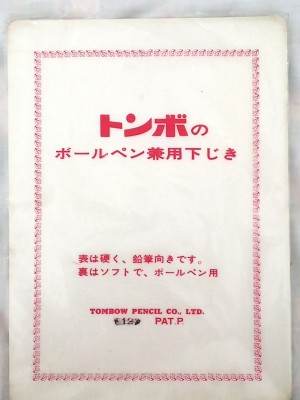 トンボの
ボールペン兼用下じき
表は硬く、鉛筆向きです。
裏はソフトで、ボールペン用
TOMBOW PENCIL CO., LTD.
PAT.P.